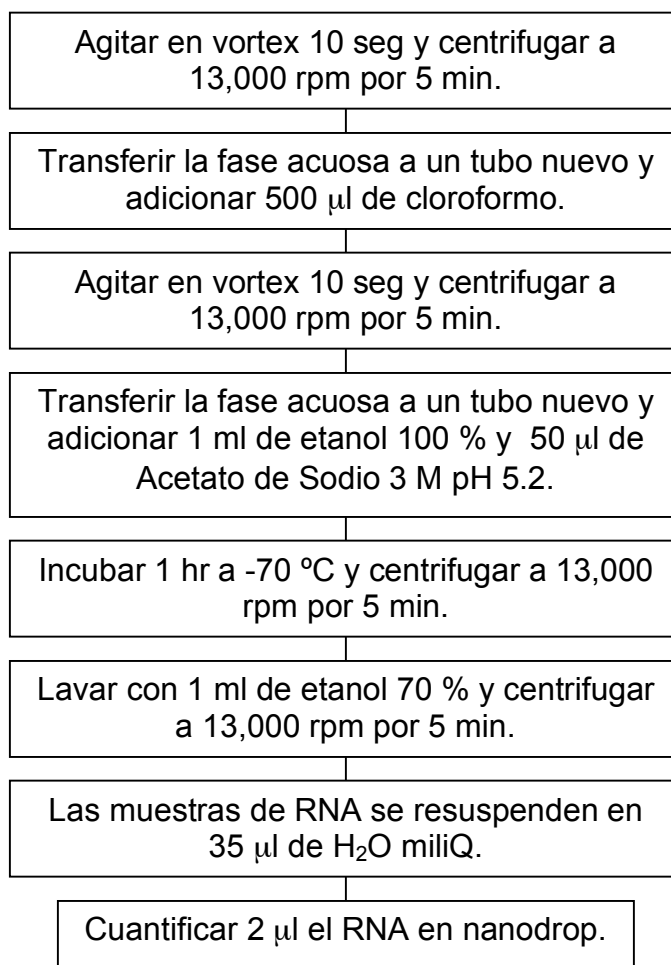 Agitar en vortex 10 seg y centrifugar a
13,000 rpm por 5 min.
Transferir la fase acuosa a un tubo nuevo y
adicionar 500 μl de cloroformo.
Agitar en vortex 10 seg y centrifugar a
13,000 rpm por 5 min.
Transferir la fase acuosa a un tubo nuevo y
adicionar 1 ml de etanol 100 % y 50 μl de
Acetato de Sodio 3 M pH 5.2.
Incubar 1 hr a -70 ºC y centrifugar a 13,000
rpm por 5 min.
Lavar con 1 ml de etanol 70 % y centrifugar
a 13,000 rpm por 5 min.
Las muestras de RNA se resuspenden en
35 μl de H₂O miliQ.
Cuantificar 2 μl el RNA en nanodrop.